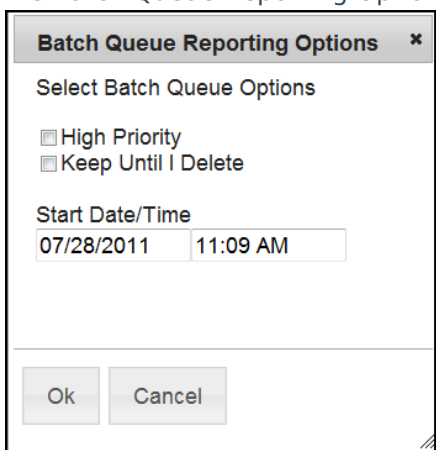 Batch Queue Reporting Options ×
Select Batch Queue Options
High Priority
Keep Until I Delete
Start Date/Time
07/28/2011 11:09 AM
Ok Cancel